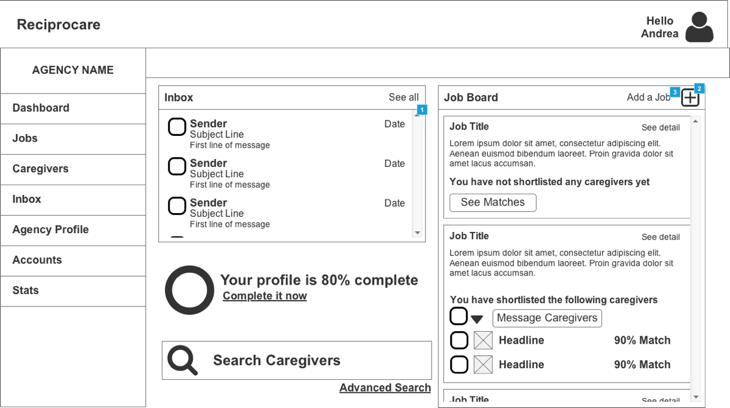 Reciprocare
Hello
Andrea
AGENCY NAME
Dashboard
Jobs
Caregivers
Inbox
Agency Profile
Accounts
Stats
Inbox
See all
1
Sender
Date
Subject Line
First line of message
Sender
Date
Subject Line
First line of message
Sender
Date
Subject Line
First line of message
Your profile is 80% complete
Complete it now
Search Caregivers
Advanced Search
Job Board
Add a Job
3
2
Job Title
See detail
Lorem ipsum dolor sit amet, consectetur adipiscing elit.
Aenean euismod bibendum laoreet. Proin gravida dolor sit
amet lacus accumsan.
You have not shortlisted any caregivers yet
See Matches
Job Title
See detail
Lorem ipsum dolor sit amet, consectetur adipiscing elit.
Aenean euismod bibendum laoreet. Proin gravida dolor sit
amet lacus accumsan.
You have shortlisted the following caregivers
Message Caregivers
Headline
90% Match
Headline
90% Match
Job Title
See detail